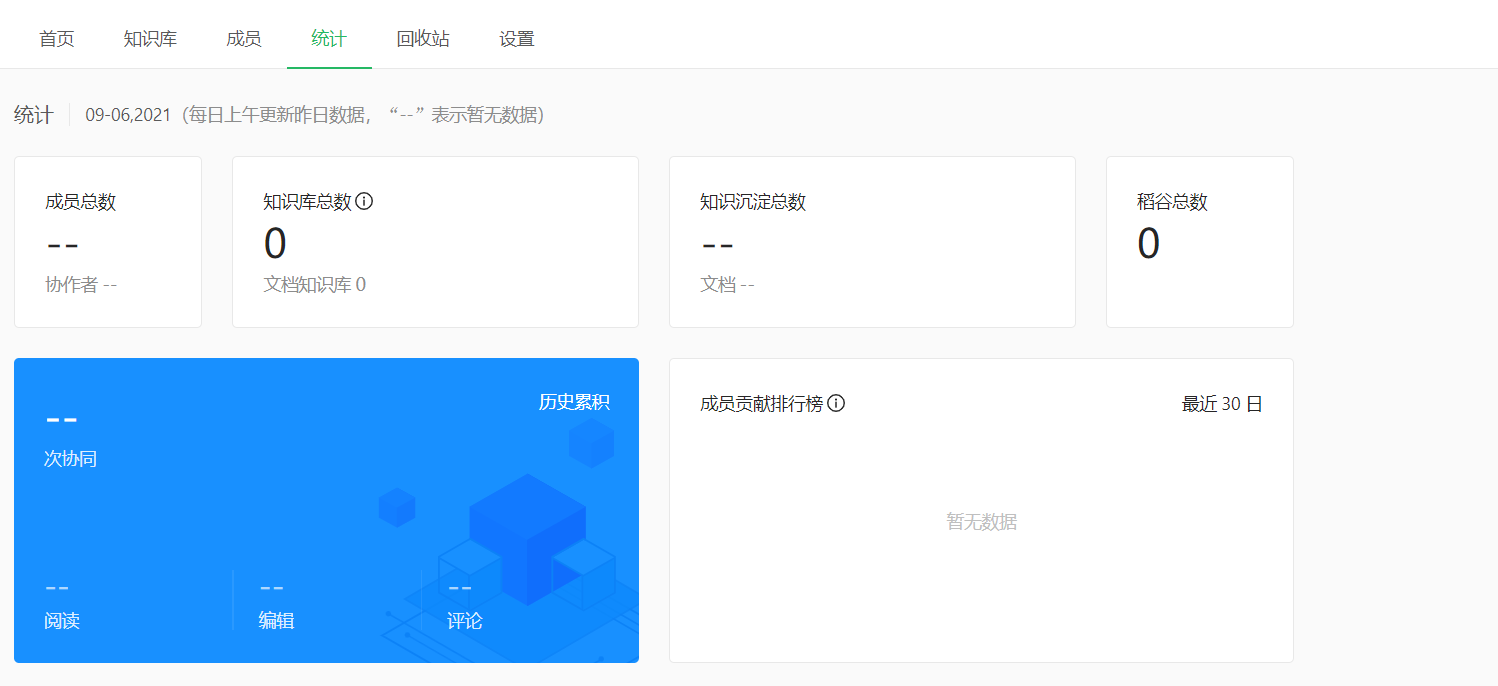 首页 知识库 成员 统计 回收站 设置
统计 09-06,2021（每日上午更新昨日数据，“--”表示暂无数据）
成员总数
--
协作者 --
知识库总数
0
文档知识库 0
知识沉淀总数
--
文档 --
稻谷总数
0
历史累积
--
次协同
--
阅读
--
编辑
--
评论
成员贡献排行榜
最近 30 日
暂无数据